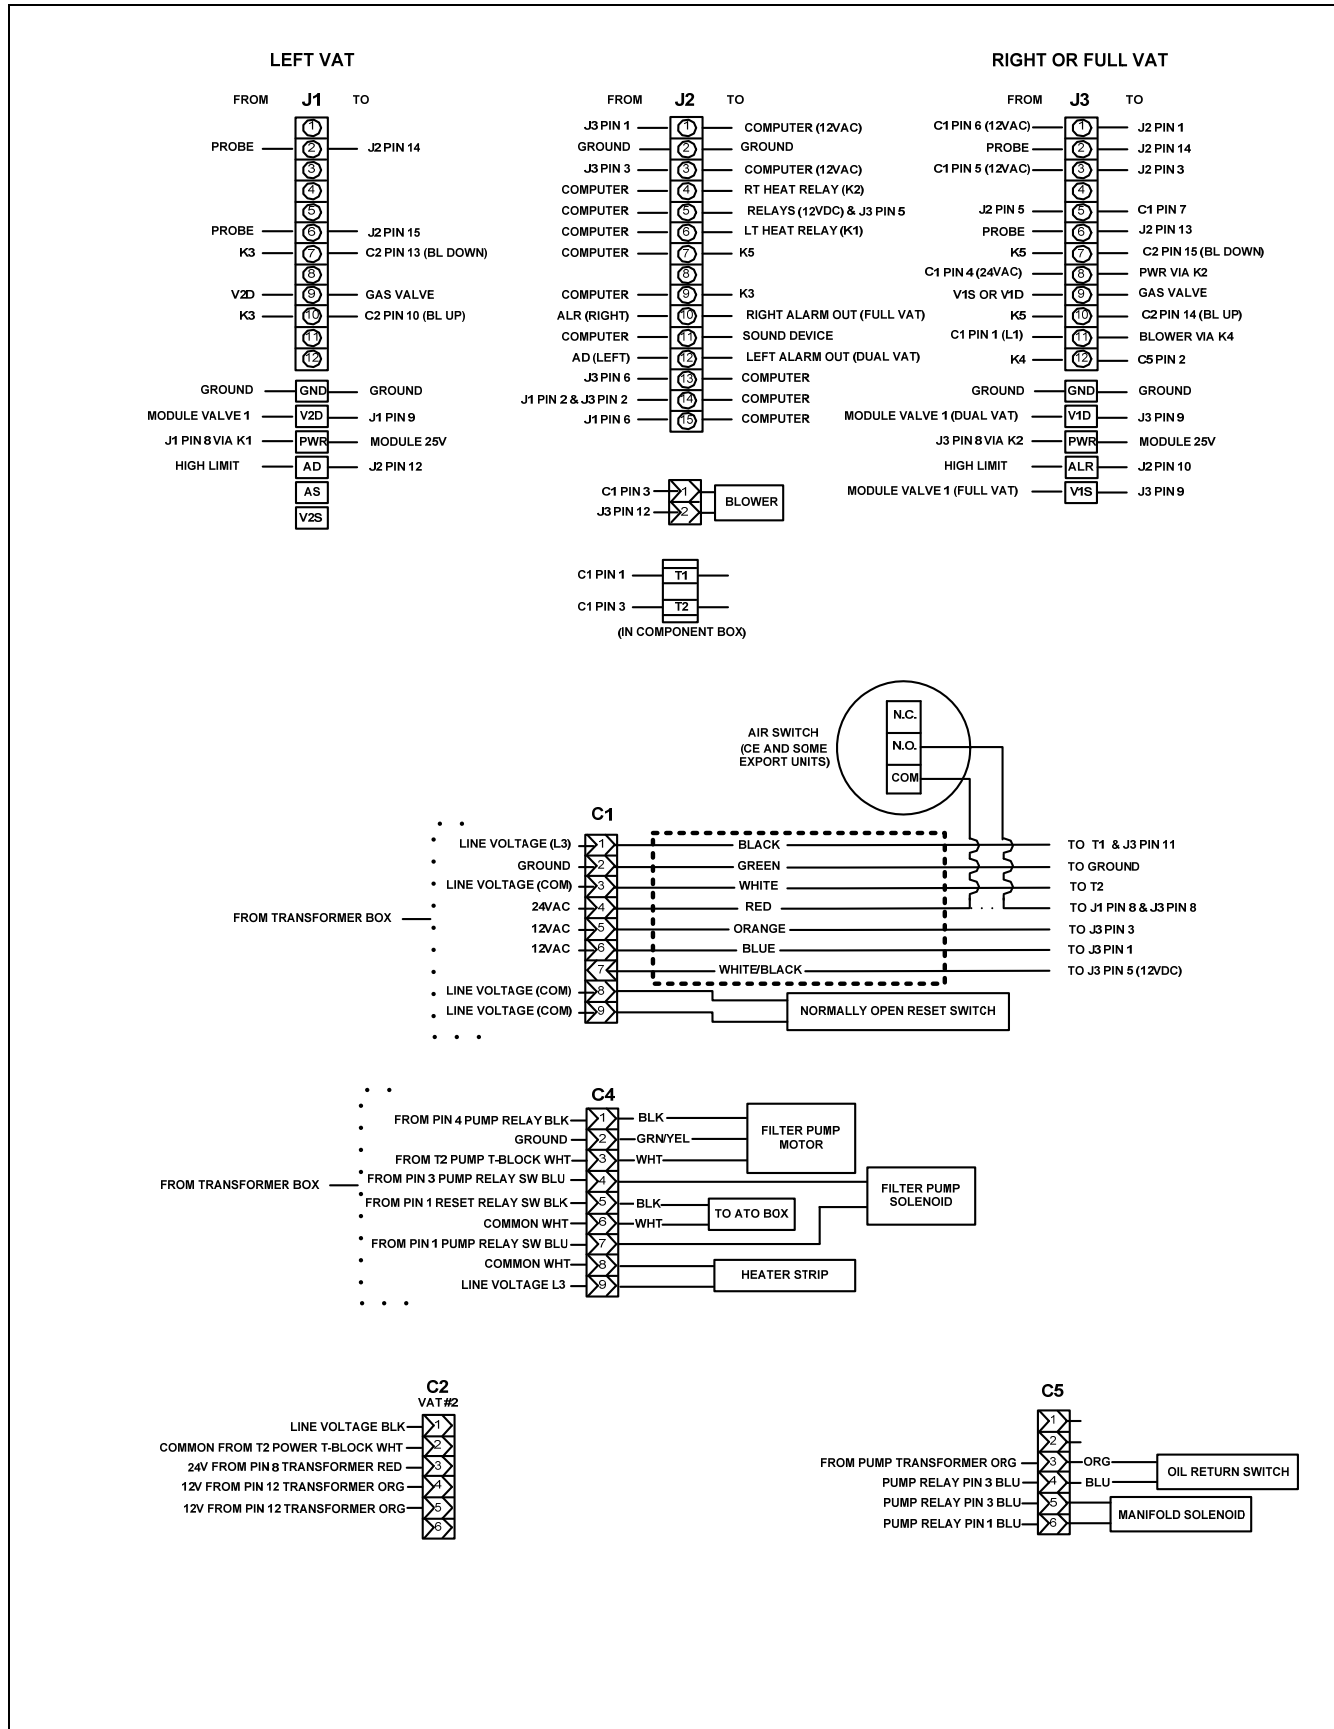 LEFT VAT
FROM J1 TO
1
PROBE 2 J2 PIN 14
3
4
5
PROBE 6 J2 PIN 15
K3 7 C2 PIN 13 (BL DOWN)
8
V2D 9 GAS VALVE
K3 10 C2 PIN 10 (BL UP)
11
12
GROUND GND GROUND
MODULE VALVE 1 V2D J1 PIN 9
J1 PIN 8 VIA K1 PWR MODULE 25V
HIGH LIMIT AD J2 PIN 12
AS
V2S
FROM J2 TO
J3 PIN 1 1 COMPUTER (12VAC)
GROUND 2 GROUND
J3 PIN 3 3 COMPUTER (12VAC)
COMPUTER 4 RT HEAT RELAY (K2)
COMPUTER 5 RELAYS (12VDC) & J3 PIN 5
COMPUTER 6 LT HEAT RELAY (K1)
COMPUTER 7 K5
8
COMPUTER 9 K3
ALR (RIGHT) 10 RIGHT ALARM OUT (FULL VAT)
COMPUTER 11 SOUND DEVICE
AD (LEFT) 12 LEFT ALARM OUT (DUAL VAT)
J3 PIN 6 13 COMPUTER
J1 PIN 2 & J3 PIN 2 14 COMPUTER
J1 PIN 6 15 COMPUTER
RIGHT OR FULL VAT
FROM J3 TO
C1 PIN 6 (12VAC) 1 J2 PIN 1
PROBE 2 J2 PIN 14
C1 PIN 5 (12VAC) 3 J2 PIN 3
4
J2 PIN 5 5 C1 PIN 7
PROBE 6 J2 PIN 13
K5 7 C2 PIN 15 (BL DOWN)
C1 PIN 4 (24VAC) 8 PWR VIA K2
V1S OR V1D 9 GAS VALVE
K5 10 C2 PIN 14 (BL UP)
C1 PIN 1 (L1) 11 BLOWER VIA K4
K4 12 C5 PIN 2
GROUND GND GROUND
MODULE VALVE 1 (DUAL VAT) V1D J3 PIN 9
J3 PIN 8 VIA K2 PWR MODULE 25V
HIGH LIMIT ALR J2 PIN 10
MODULE VALVE 1 (FULL VAT) V1S J3 PIN 9
C1 PIN 3 1 BLOWER
J3 PIN 12 2
C1 PIN 1 T1
C1 PIN 3 T2
(IN COMPONENT BOX)
AIR SWITCH
(CE AND SOME
EXPORT UNITS)
N.C.
N.O.
COM
C1
FROM TRANSFORMER BOX
LINE VOLTAGE (L3) 1 BLACK TO T1 & J3 PIN 11
GROUND 2 GREEN TO GROUND
LINE VOLTAGE (COM) 3 WHITE TO T2
24VAC 4 RED TO J1 PIN 8 & J3 PIN 8
12VAC 5 ORANGE TO J3 PIN 3
12VAC 6 BLUE TO J3 PIN 1
7 WHITE/BLACK TO J3 PIN 5 (12VDC)
LINE VOLTAGE (COM) 8
LINE VOLTAGE (COM) 9
NORMALLY OPEN RESET SWITCH
C4
FROM TRANSFORMER BOX
FROM PIN 4 PUMP RELAY BLK 1 BLK
GROUND 2 GRN/YEL
FROM T2 PUMP T-BLOCK WHT 3 WHT
FILTER PUMP
MOTOR
FROM PIN 3 PUMP RELAY SW BLU 4
FILTER PUMP
SOLENOID
FROM PIN 1 RESET RELAY SW BLK 5 BLK
COMMON WHT 6 WHT
TO ATO BOX
FROM PIN 1 PUMP RELAY SW BLU 7
COMMON WHT 8
LINE VOLTAGE L3 9
HEATER STRIP
C2
VAT #2
LINE VOLTAGE BLK 1
COMMON FROM T2 POWER T-BLOCK WHT 2
24V FROM PIN 8 TRANSFORMER RED 3
12V FROM PIN 12 TRANSFORMER ORG 4
12V FROM PIN 12 TRANSFORMER ORG 5
6
C5
1
2
FROM PUMP TRANSFORMER ORG 3 ORG
PUMP RELAY PIN 3 BLU 4 BLU
OIL RETURN SWITCH
PUMP RELAY PIN 3 BLU 5
PUMP RELAY PIN 1 BLU 6
MANIFOLD SOLENOID